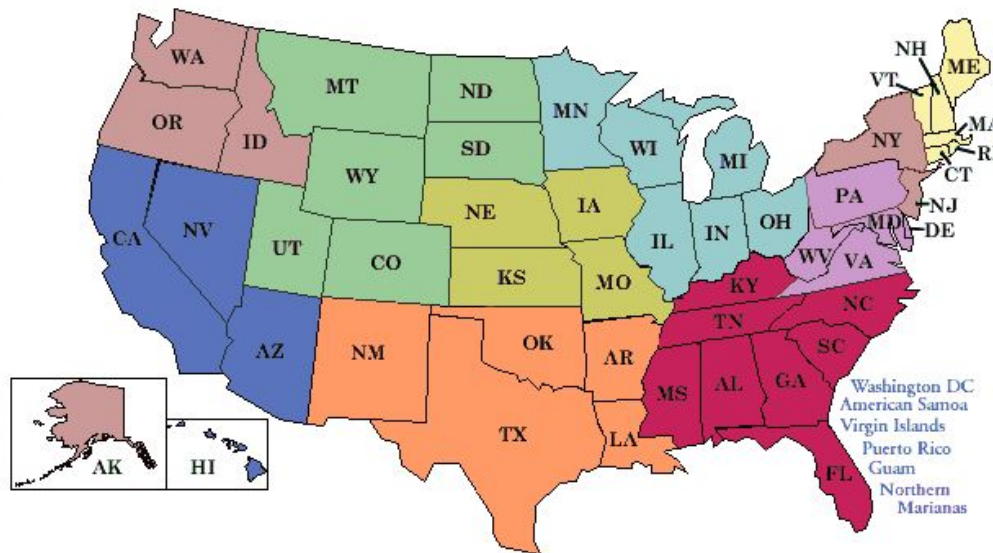 WA
MT
ND
MN
OR
ID
SD
WI
MI
NY
VT
NH
ME
MA
R
CT
NJ
WY
NE
IA
PA
MD
DE
CA
NV
UT
CO
IL
IN
OH
WV
VA
KS
MO
KY
NC
TN
AZ
NM
OK
AR
SC
MS
AL
GA
TX
LA
FL
AK
HI
Washington DC
American Samoa
Virgin Islands
Puerto Rico
Guam
Northern
Marianas